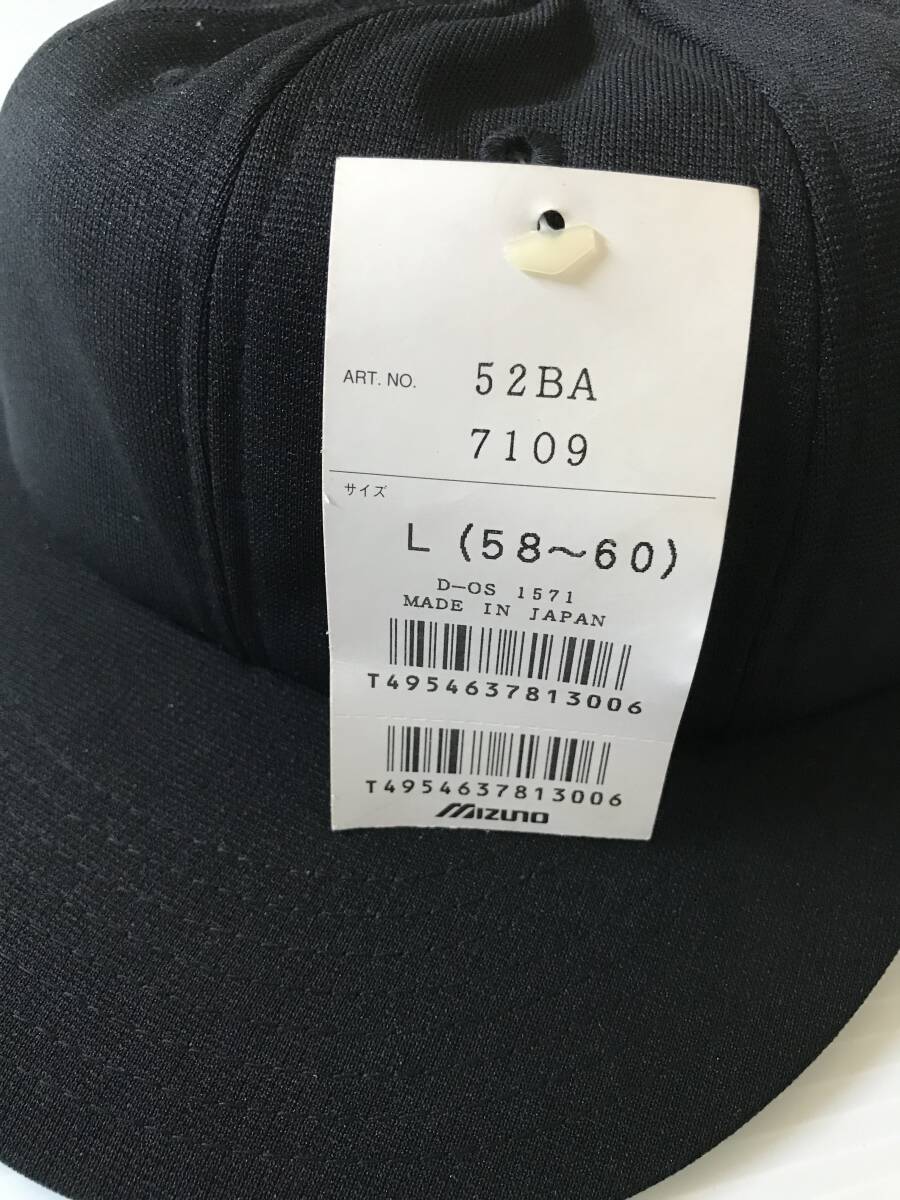 ART. NO. 52BA
7109
サイズ
L (58～60)
D-OS 1571
MADE IN JAPAN
T4954637813006
T4954637813006
MIZUNO